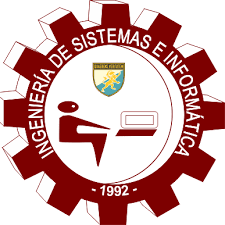 INGENIERÍA DE SISTEMAS E INFORMÁTICA
- 1992 -